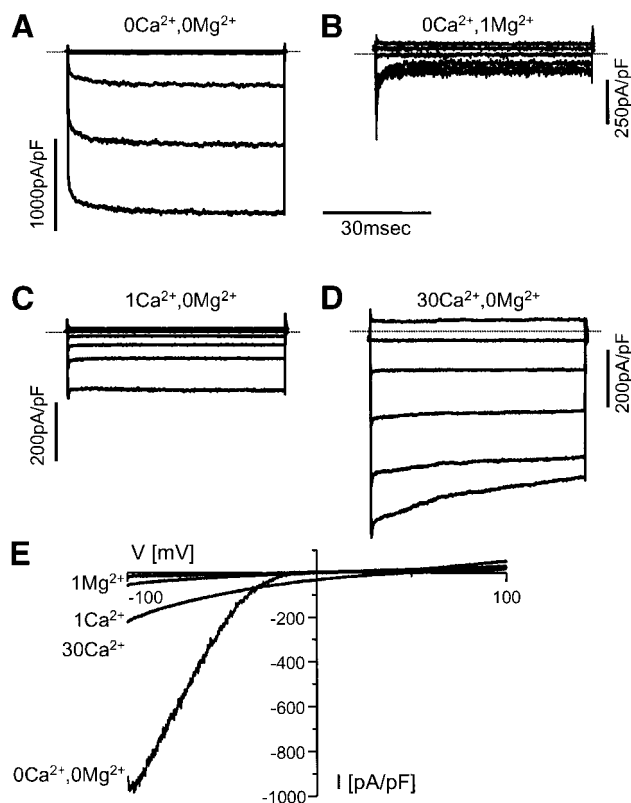 A
0Ca²⁺,0Mg²⁺
1000pA/pF
B
0Ca²⁺,1Mg²⁺
250pA/pF
30msec
C
1Ca²⁺,0Mg²⁺
200pA/pF
D
30Ca²⁺,0Mg²⁺
200pA/pF
E
V [mV]
1Mg²⁺
-100
100
1Ca²⁺
-200
30Ca²⁺
-400
-600
-800
0Ca²⁺,0Mg²⁺
I [pA/pF]
-1000